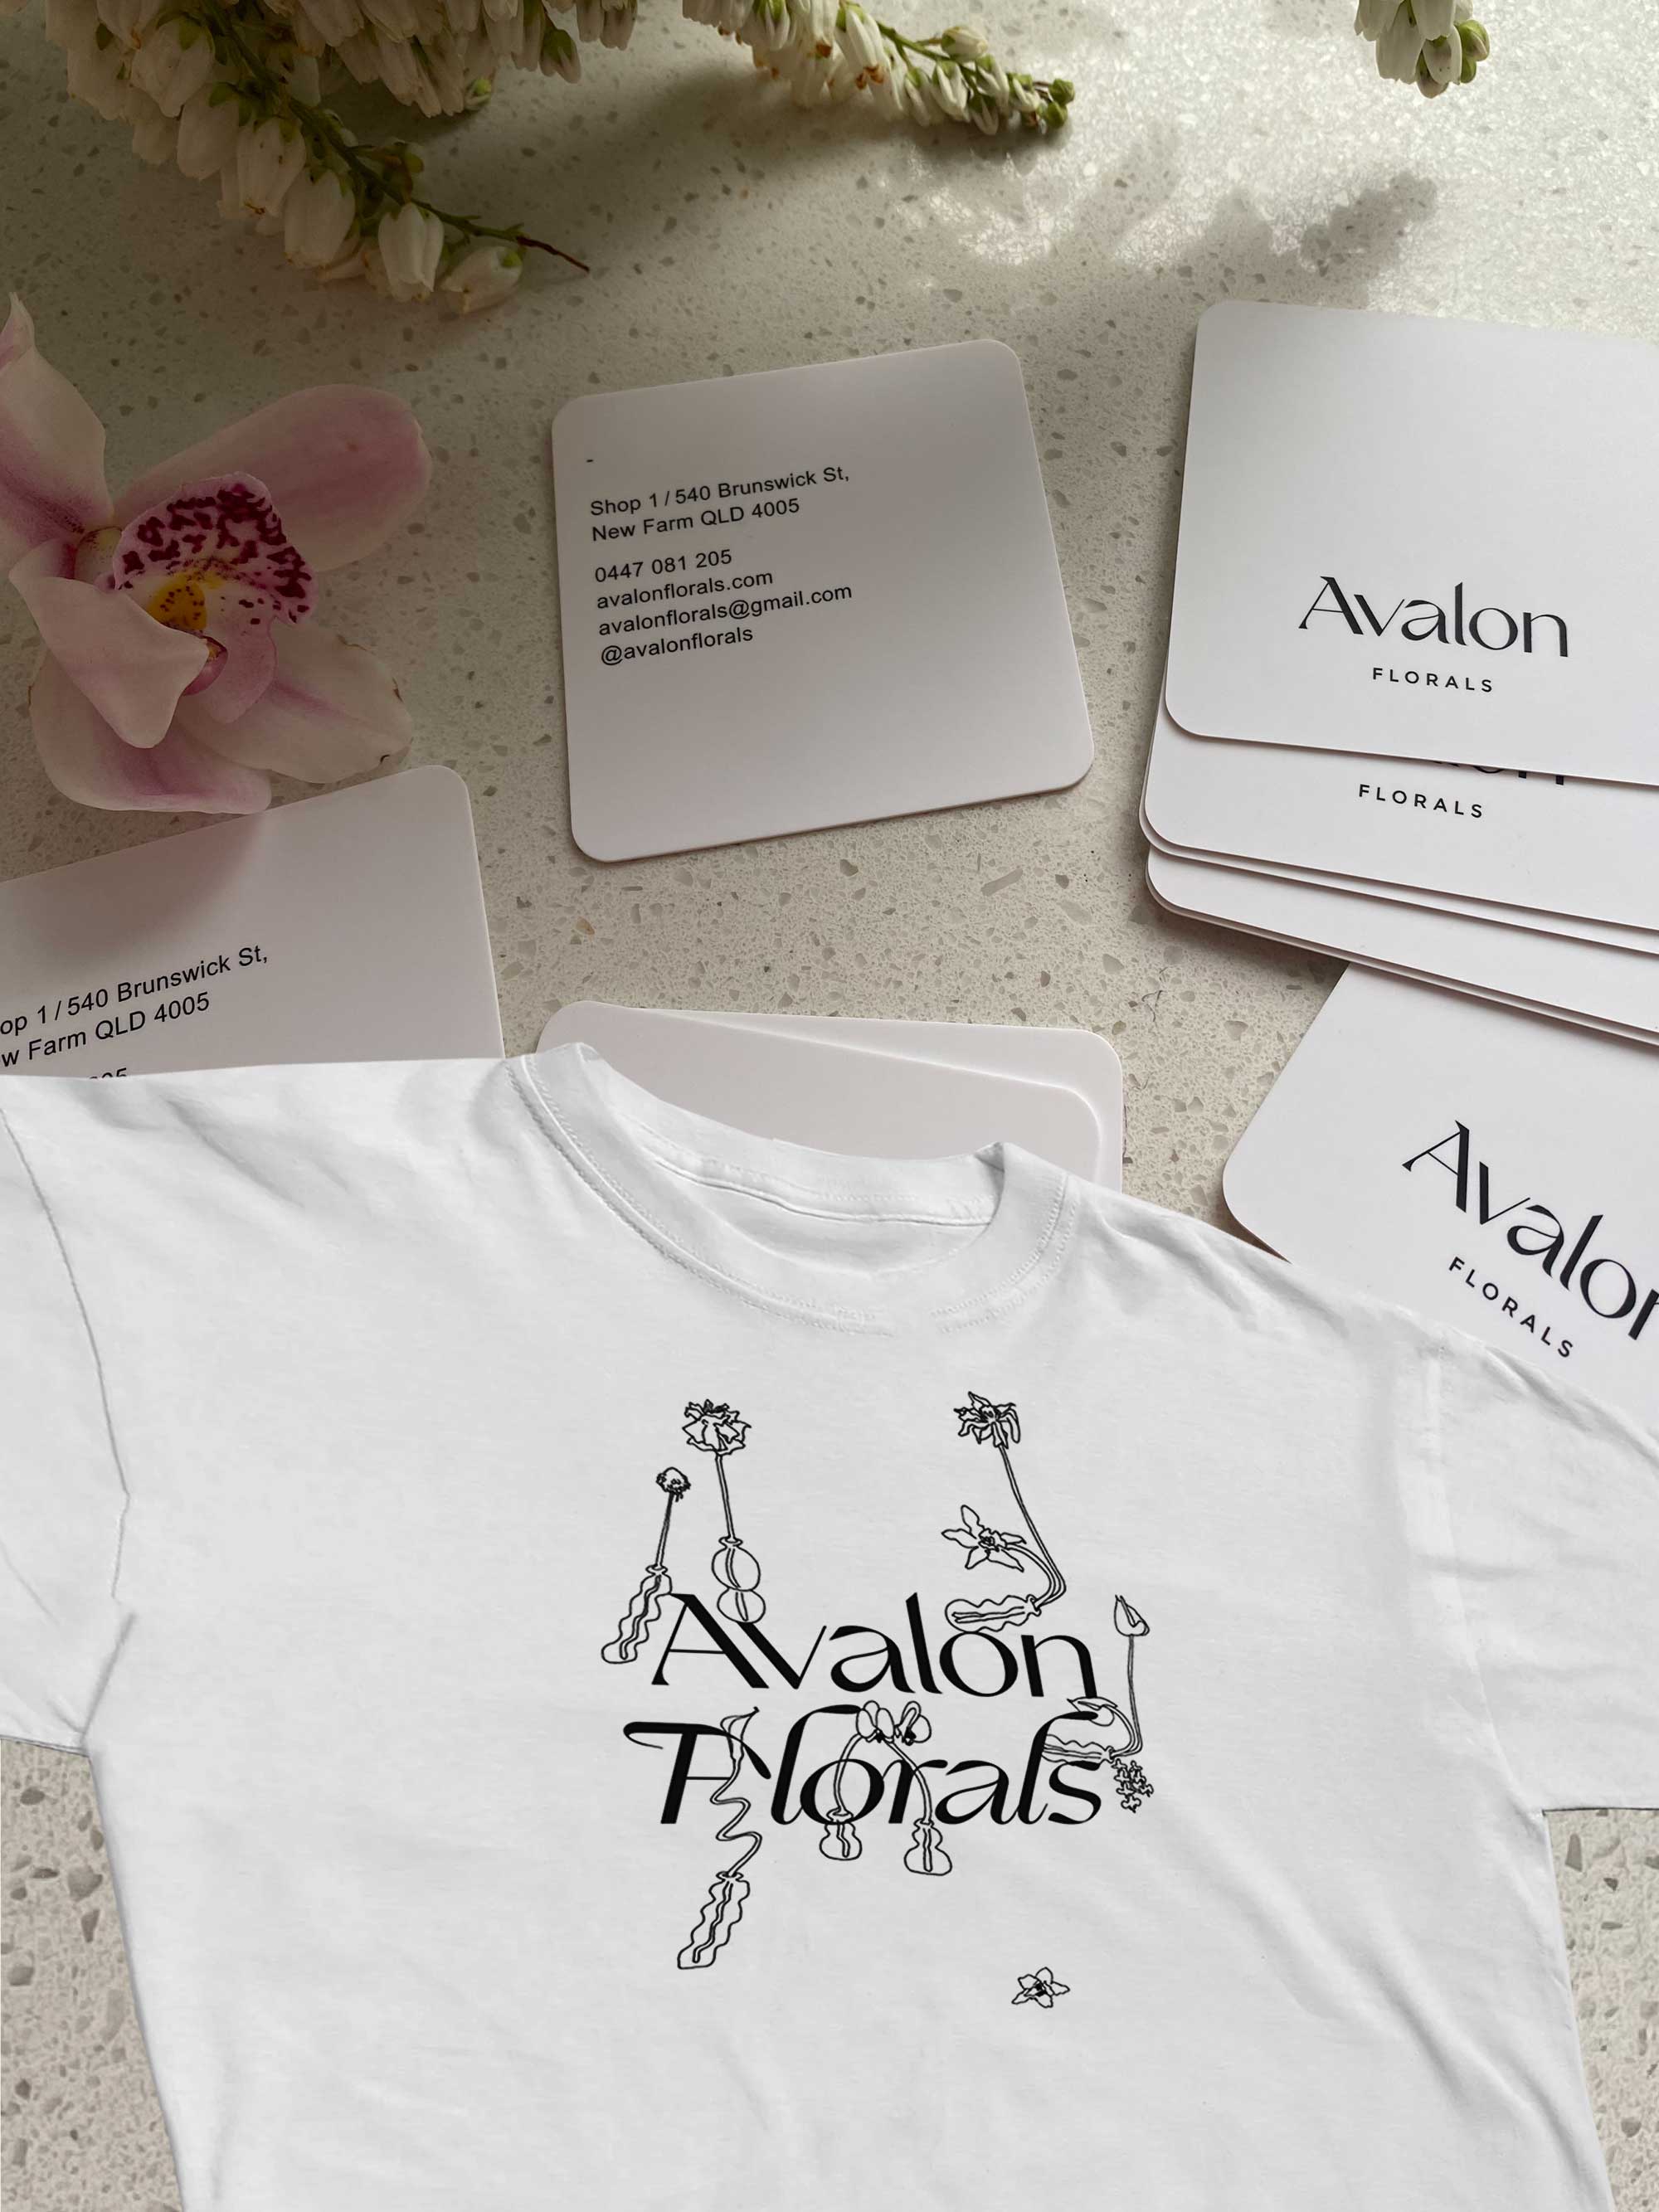 -
Shop 1 / 540 Brunswick St,
New Farm QLD 4005
0447 081 205
avalonflorals.com
avalonflorals@gmail.com
@avalonflorals
Avalon
FLORALS
FLORALS
op 1 / 540 Brunswick St,
w Farm QLD 4005
Avalon
FLORALS
Avalon
Florals